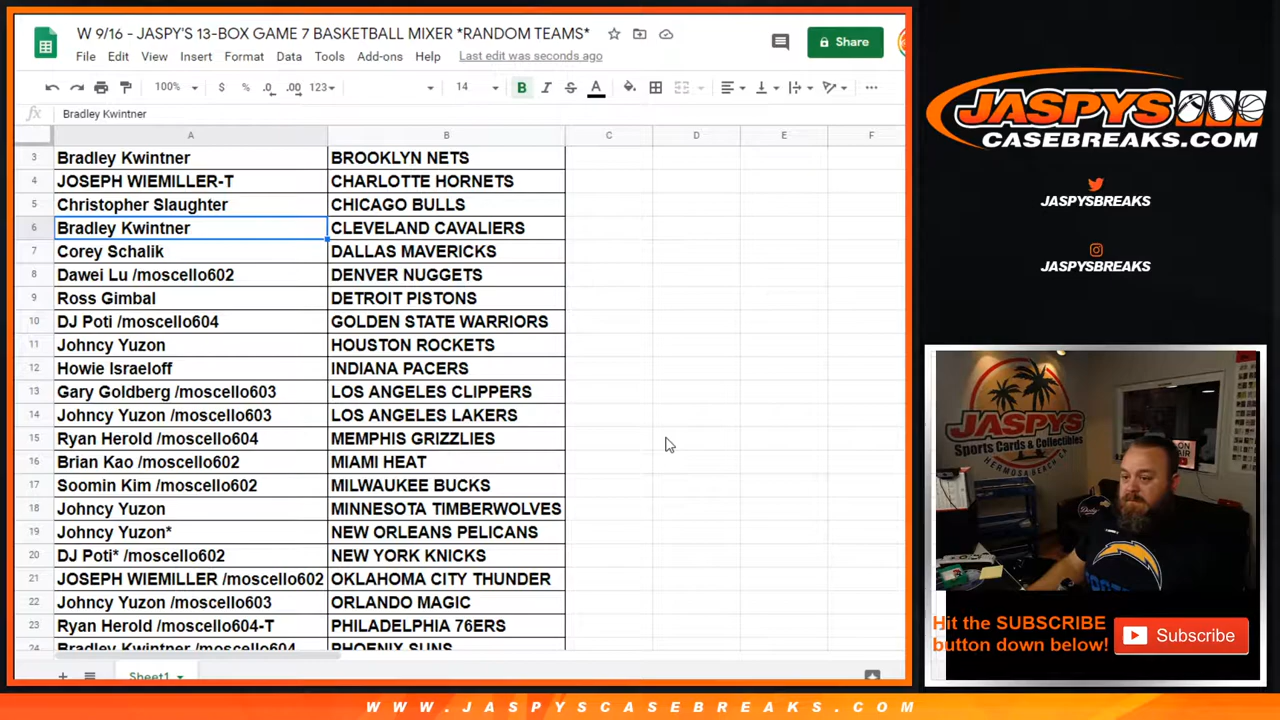 W 9/16 - JASPY'S 13-BOX GAME 7 BASKETBALL MIXER *RANDOM TEAMS*
File Edit View Insert Format Data Tools Add-ons Help Last edit was seconds ago
Share
100% $ % .0 .00 123 14 B I S A
fx Bradley Kwintner
A B C D E F
3 Bradley Kwintner BROOKLYN NETS
4 JOSEPH WIEMILLER-T CHARLOTTE HORNETS
5 Christopher Slaughter CHICAGO BULLS
6 Bradley Kwintner CLEVELAND CAVALIERS
7 Corey Schalik DALLAS MAVERICKS
8 Dawei Lu /moscello602 DENVER NUGGETS
9 Ross Gimbal DETROIT PISTONS
10 DJ Poti /moscello604 GOLDEN STATE WARRIORS
11 Johncy Yuzon HOUSTON ROCKETS
12 Howie Israeloff INDIANA PACERS
13 Gary Goldberg /moscello603 LOS ANGELES CLIPPERS
14 Johncy Yuzon /moscello603 LOS ANGELES LAKERS
15 Ryan Herold /moscello604 MEMPHIS GRIZZLIES
16 Brian Kao /moscello602 MIAMI HEAT
17 Soomin Kim /moscello602 MILWAUKEE BUCKS
18 Johncy Yuzon MINNESOTA TIMBERWOLVES
19 Johncy Yuzon* NEW ORLEANS PELICANS
20 DJ Poti* /moscello602 NEW YORK KNICKS
21 JOSEPH WIEMILLER /moscello602 OKLAHOMA CITY THUNDER
22 Johncy Yuzon /moscello603 ORLANDO MAGIC
23 Ryan Herold /moscello604-T PHILADELPHIA 76ERS
24 Bradley Kwintner /moscello604 PHOENIX SUNS
Sheet1
JASPYS
CASEBREAKS.COM
JASPYSBREAKS
JASPYSBREAKS
JASPYS
Sports Cards & Collectibles
HERMOSA BEACH CA
ON AIR
Hit the SUBSCRIBE
button down below!
Subscribe
WWW.JASPYSCASEBREAKS.COM